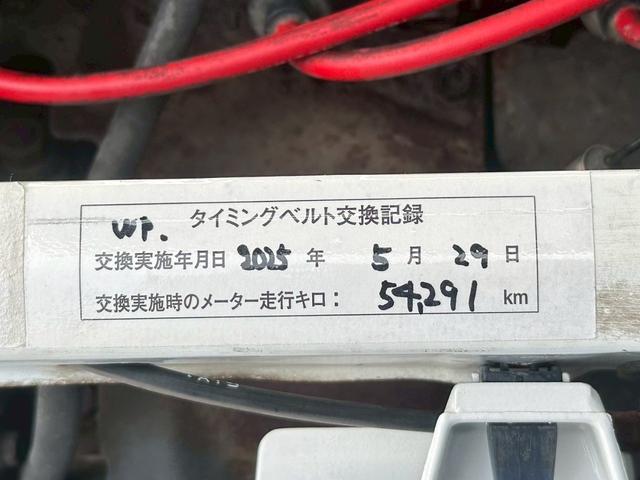 WP. タイミングベルト交換記録
交換実施年月日 2025 年 5 月 29 日
交換実施時のメーター走行キロ： 54,291 km